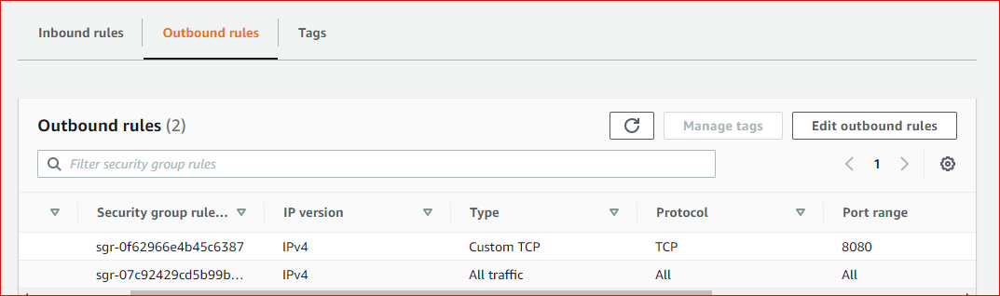 Inbound rules Outbound rules Tags
Outbound rules (2) Manage tags Edit outbound rules
Filter security group rules 1
Security group rule... IP version Type Protocol Port range
sgr-0f62966e4b45c6387 IPv4 Custom TCP TCP 8080
sgr-07c92429cd5b99b... IPv4 All traffic All All